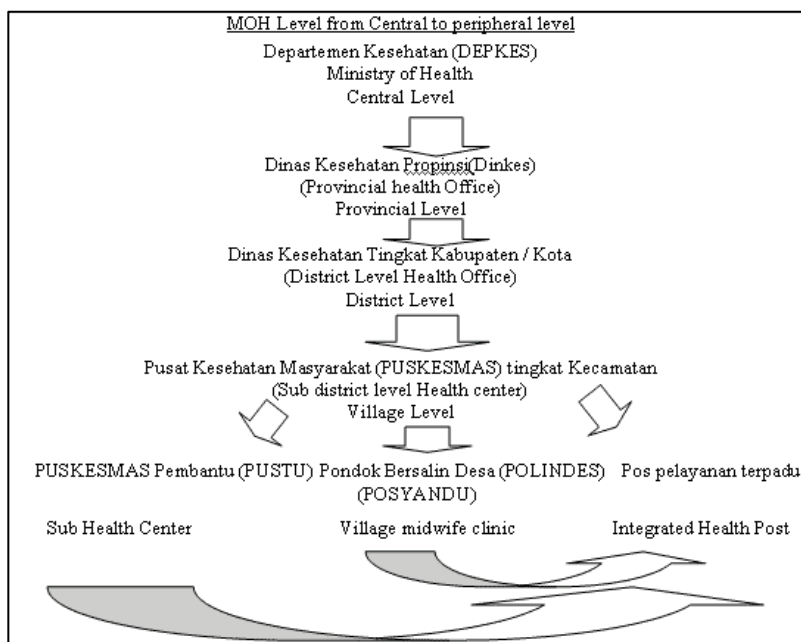 MOH Level from Central to peripheral level
Departemen Kesehatan (DEPKES)
Ministry of Health
Central Level
Dinas Kesehatan Propinsi(Dinkes)
(Provincial health Office)
Provincial Level
Dinas Kesehatan Tingkat Kabupaten / Kota
(District Level Health Office)
District Level
Pusat Kesehatan Masyarakat (PUSKESMAS) tingkat Kecamatan
(Sub district level Health center)
Village Level
PUSKESMAS Pembantu (PUSTU) Pondok Bersalin Desa (POLINDES) Pos pelayanan terpadu
(POSYANDU)
Sub Health Center Village midwife clinic Integrated Health Post